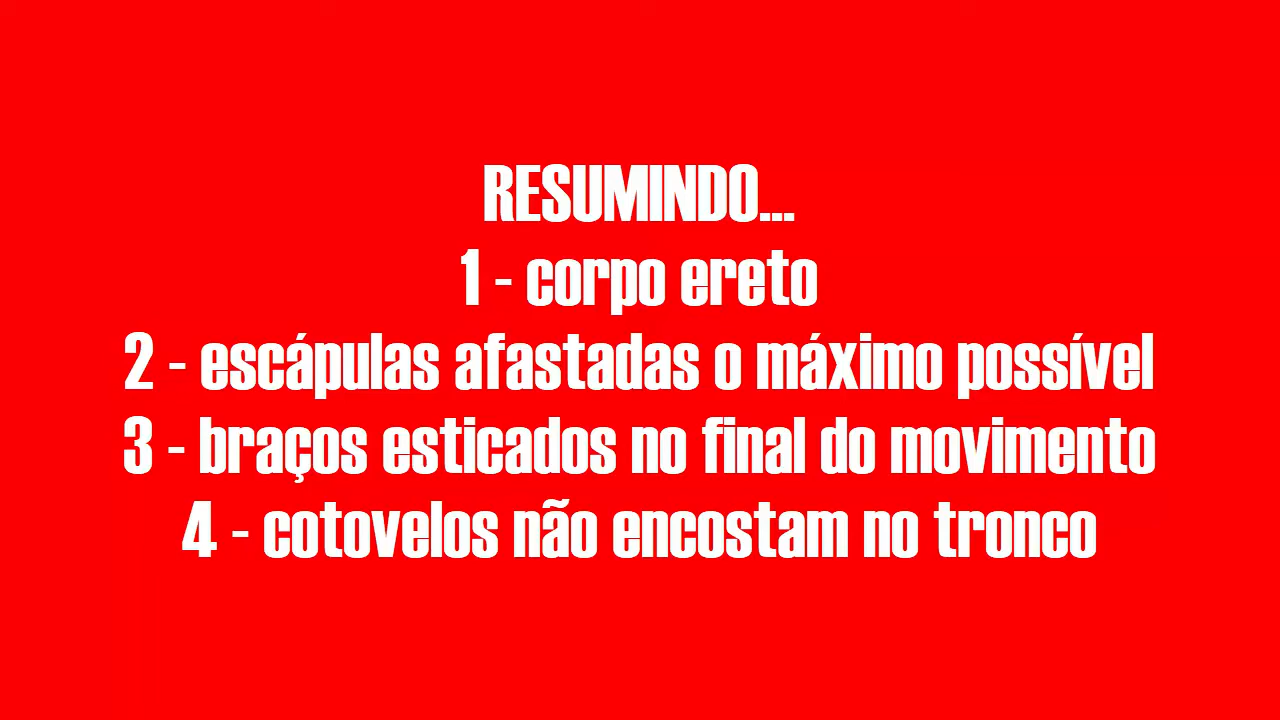 RESUMINDO...
1 - corpo ereto
2 - escápulas afastadas o máximo possível
3 - braços esticados no final do movimento
4 - cotovelos não encostam no tronco